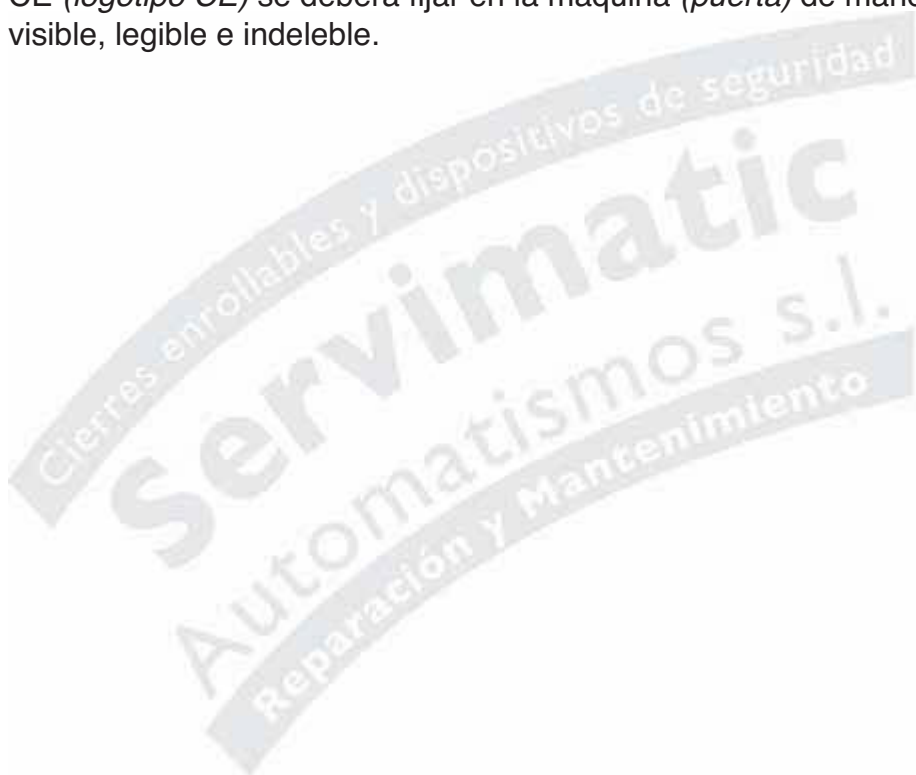 CE (logotipo CE) se deberá fijar en la máquina (puerta) de
visible, legible e indeleble.
Cierres enrollables y dispositivos de seguridad
Servimatic
Automatismos s.l.
Reparación y Mantenimiento